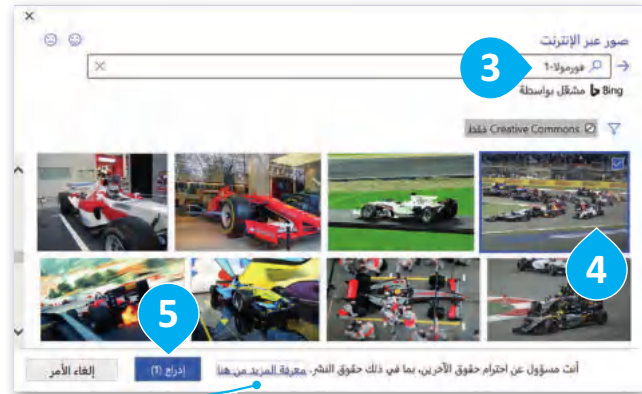 صور عبر الإنترنت
فورمولا-1
3
مشغّل بواسطة Bing
Creative Commons فقط
4
5
أنت مسؤول عن احترام حقوق الآخرين، بما في ذلك حقوق النشر. معرفة المزيد من هنا
إدراج (1)
إلغاء الأمر